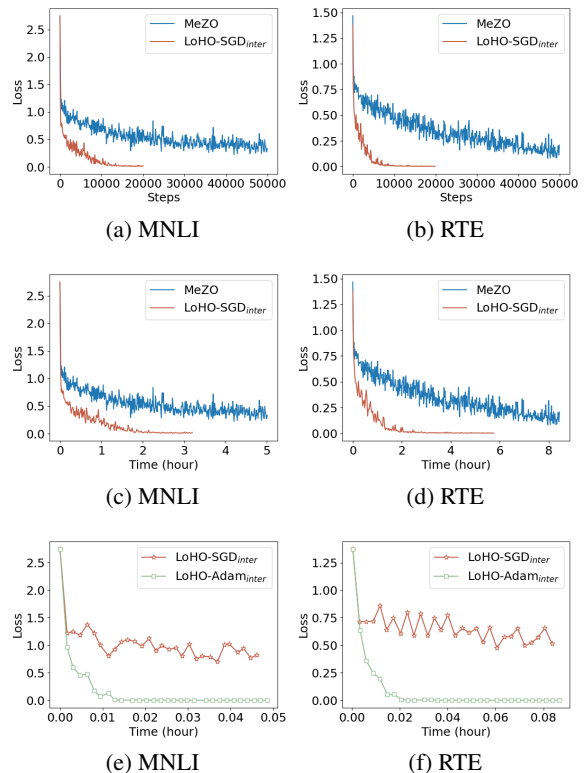 MeZO
LoHO-SGDinter
Loss
2.5
2.0
1.5
1.0
0.5
0.0
0 10000 20000 30000 40000 50000
Steps
(a) MNLI
MeZO
LoHO-SGDinter
Loss
1.50
1.25
1.00
0.75
0.50
0.25
0.00
0 10000 20000 30000 40000 50000
Steps
(b) RTE
MeZO
LoHO-SGDinter
Loss
2.5
2.0
1.5
1.0
0.5
0.0
0 1 2 3 4 5
Time (hour)
(c) MNLI
MeZO
LoHO-SGDinter
Loss
1.50
1.25
1.00
0.75
0.50
0.25
0.00
0 2 4 6 8
Time (hour)
(d) RTE
LoHO-SGDinter
LoHO-Adaminter
Loss
2.5
2.0
1.5
1.0
0.5
0.0
0.00 0.01 0.02 0.03 0.04 0.05
Time (hour)
(e) MNLI
LoHO-SGDinter
LoHO-Adaminter
Loss
1.25
1.00
0.75
0.50
0.25
0.00
0.00 0.02 0.04 0.06 0.08
Time (hour)
(f) RTE